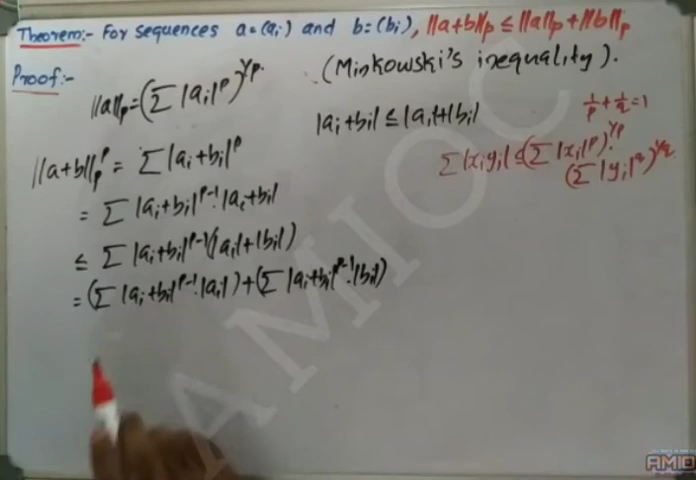 Theorem:- For sequences a=(aᵢ) and b=(bᵢ), ||a+b||ₚ ≤ ||a||ₚ + ||b||ₚ
Proof:- (Minkowski's inequality).
||a||ₚ = (∑ |aᵢ|ᵖ)^(1/p).
|aᵢ+bᵢ| ≤ |aᵢ|+|bᵢ|
1/p + 1/q = 1
∑|xᵢyᵢ| ≤ (∑ |xᵢ|ᵖ)^(1/p). (∑ |yᵢ|^q)^(1/q)
||a+b||ₚᵖ = ∑ |aᵢ+bᵢ|ᵖ
= ∑ |aᵢ+bᵢ|ᵖ⁻¹·|aᵢ+bᵢ|
≤ ∑ |aᵢ+bᵢ|ᵖ⁻¹(|aᵢ|+|bᵢ|)
= (∑ |aᵢ+bᵢ|ᵖ⁻¹·|aᵢ|) + (∑ |aᵢ+bᵢ|ᵖ⁻¹·|bᵢ|)
AMIOC